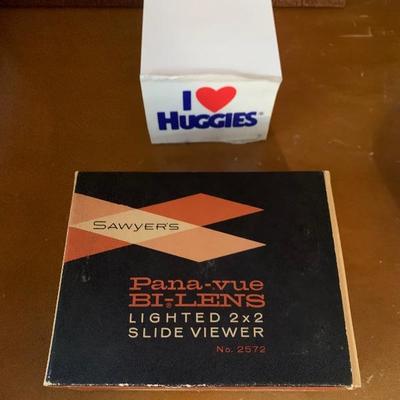 I ❤ HUGGIES®
SAWYER'S
Pana-vue
BI-LENS
LIGHTED 2x2
SLIDE VIEWER
No. 2572